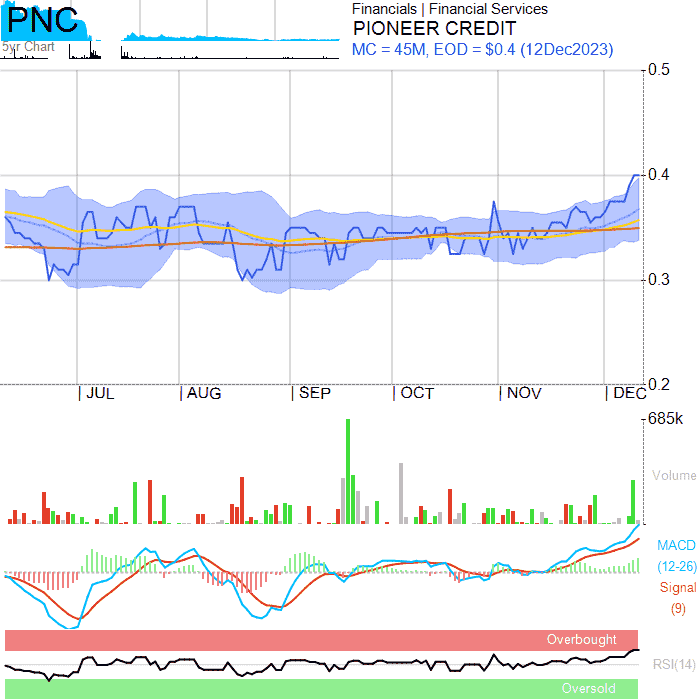 PNC
5yr Chart
Financials | Financial Services
PIONEER CREDIT
MC = 45M, EOD = $0.4 (12Dec2023)
0.5
0.4
0.3
0.2
| JUL | AUG | SEP | OCT | NOV | DEC
685k
Volume
MACD
(12-26)
Signal
(9)
Overbought
RSI(14)
Oversold